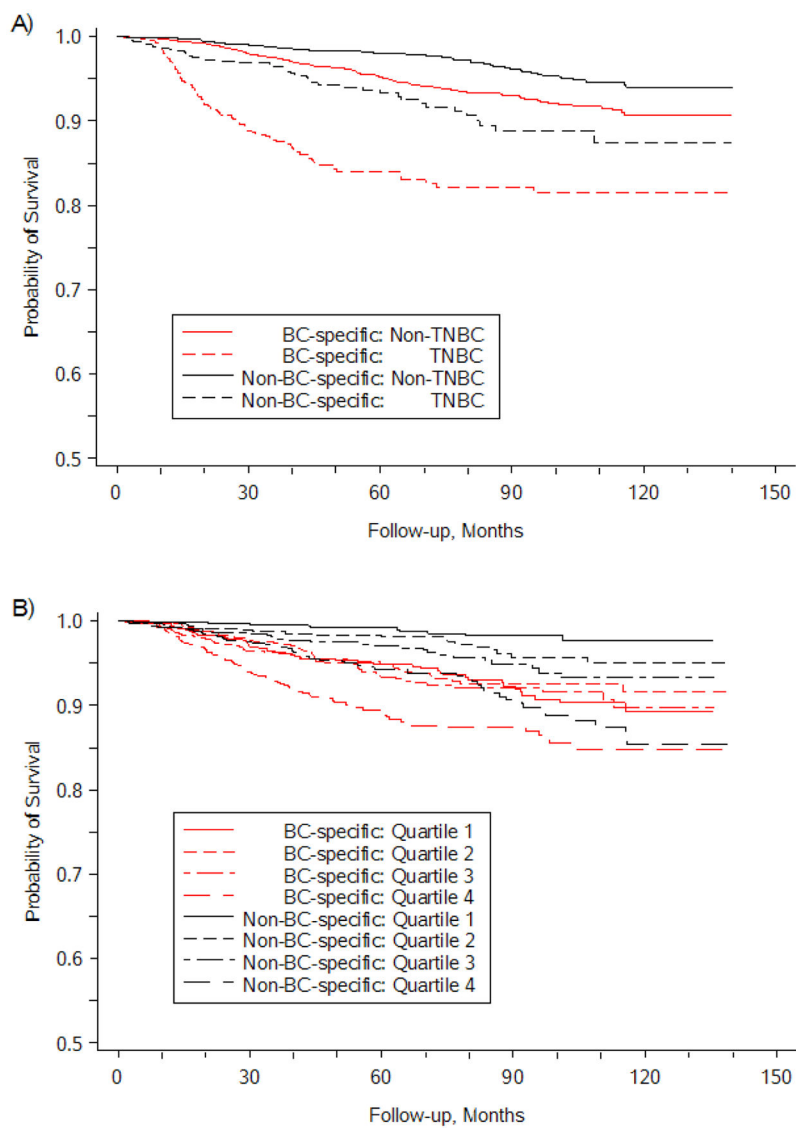 A)
1.0
0.9
0.8
0.7
0.6
0.5
Probability of Survival
BC-specific: Non-TNBC
BC-specific: TNBC
Non-BC-specific: Non-TNBC
Non-BC-specific: TNBC
0 30 60 90 120 150
Follow-up, Months
B)
1.0
0.9
0.8
0.7
0.6
0.5
Probability of Survival
BC-specific: Quartile 1
BC-specific: Quartile 2
BC-specific: Quartile 3
BC-specific: Quartile 4
Non-BC-specific: Quartile 1
Non-BC-specific: Quartile 2
Non-BC-specific: Quartile 3
Non-BC-specific: Quartile 4
0 30 60 90 120 150
Follow-up, Months